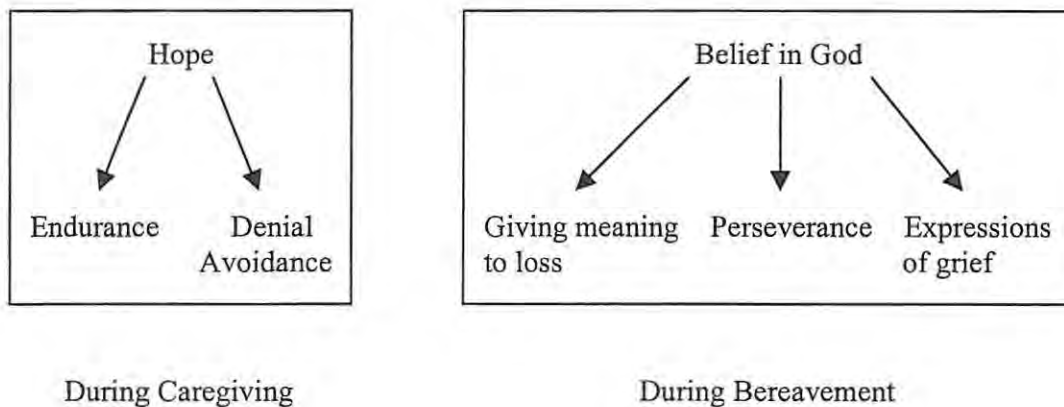 Hope
Endurance
Denial
Avoidance
During Caregiving
Belief in God
Giving meaning
to loss
Perseverance
Expressions
of grief
During Bereavement